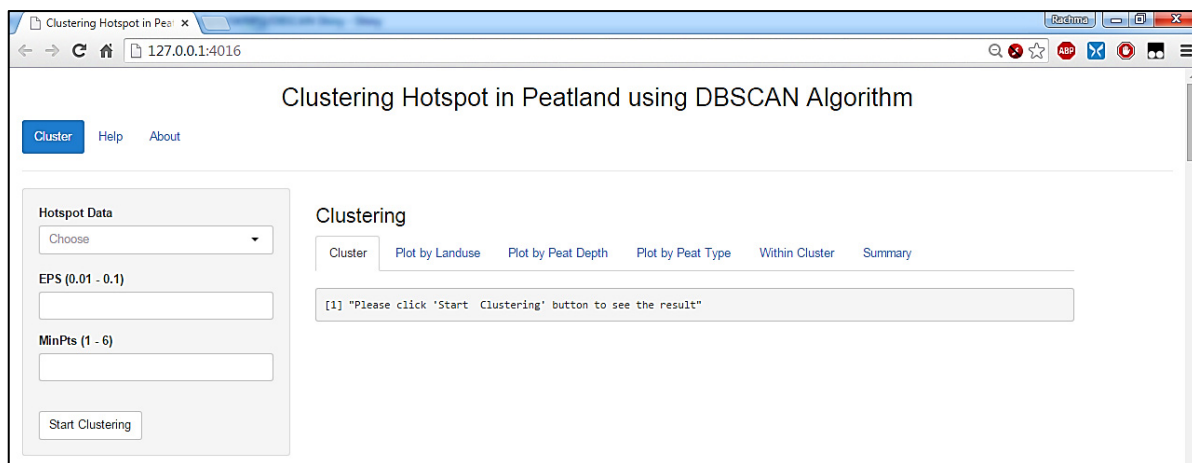 Clustering Hotspot in Pea
Rachma
127.0.0.1:4016
ABP
Clustering Hotspot in Peatland using DBSCAN Algorithm
Cluster Help About
Hotspot Data
Choose
EPS (0.01 - 0.1)
MinPts (1 - 6)
Start Clustering
Clustering
Cluster Plot by Landuse Plot by Peat Depth Plot by Peat Type Within Cluster Summary
[1] "Please click 'Start  Clustering' button to see the result"